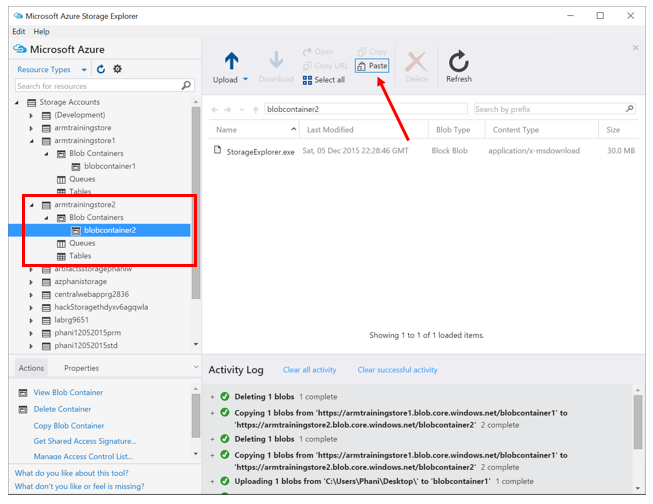 Microsoft Azure Storage Explorer
Edit Help
Microsoft Azure
Resource Types
Search for resources
Storage Accounts
(Development)
armtrainingstore
armtrainingstore1
Blob Containers
blobcontainer1
Queues
Tables
armtrainingstore2
Blob Containers
blobcontainer2
Queues
Tables
artifactsstoragephaniw
azphanistorage
centralwebapprg2836
hackStoragethdyxv6agqwla
labrg9651
phani12052015prm
phani12052015std
Actions Properties
View Blob Container
Delete Container
Copy Blob Container
Get Shared Access Signature...
Manage Access Control List...
What do you like about this tool?
What don't you like or feel is missing?
Upload Download Open Copy URL Select all Copy Paste Delete Refresh
blobcontainer2 Search by prefix
Name Last Modified Blob Type Content Type Size
StorageExplorer.exe Sat, 05 Dec 2015 22:28:46 GMT Block Blob application/x-msdownload 30.0 MB
Showing 1 to 1 of 1 loaded items.
Activity Log Clear all activity Clear successful activity
+ Deleting 1 blobs 1 complete
+ Copying 1 blobs from 'https://armtrainingstore1.blob.core.windows.net/blobcontainer1' to
'https://armtrainingstore2.blob.core.windows.net/blobcontainer2' 2 complete
+ Deleting 1 blobs 1 complete
+ Copying 1 blobs from 'https://armtrainingstore1.blob.core.windows.net/blobcontainer1' to
'https://armtrainingstore2.blob.core.windows.net/blobcontainer2' 2 complete
+ Uploading 1 blobs from 'C:\Users\Phani\Desktop\' to 'blobcontainer1' 1 complete